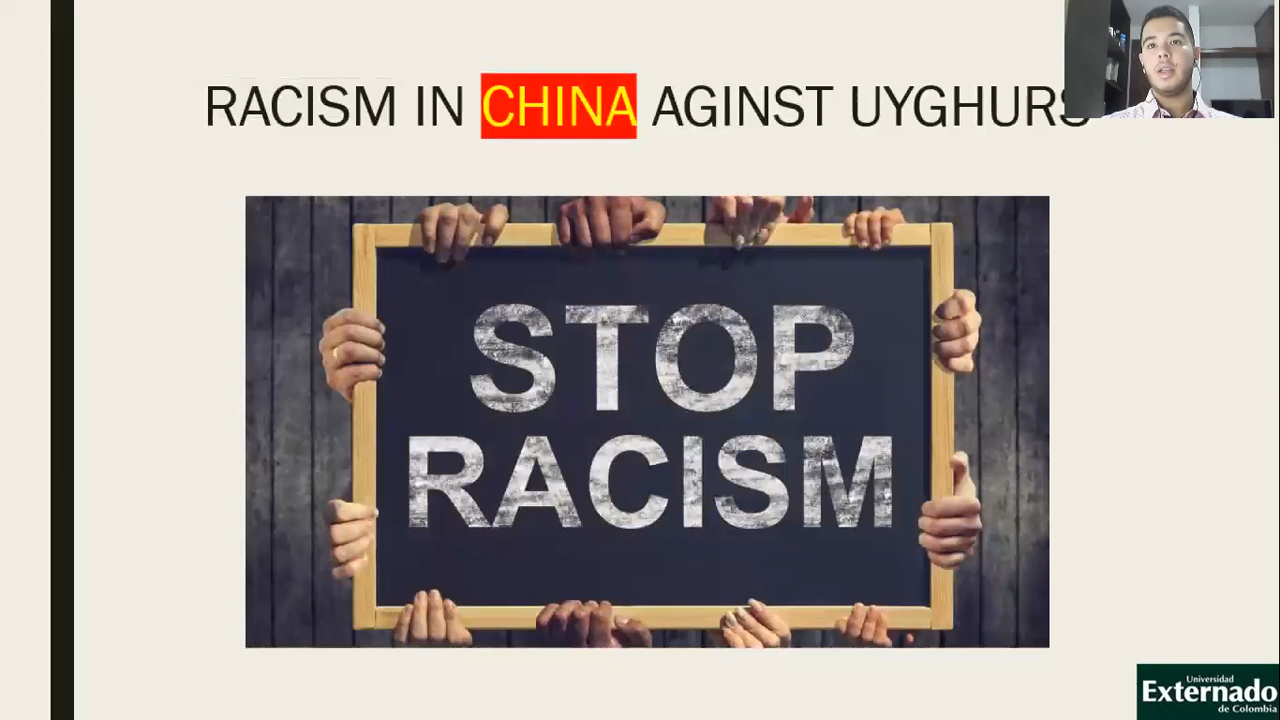 RACISM IN CHINA AGINST UYGHURS
STOP
RACISM
Universidad
Externado
de Colombia